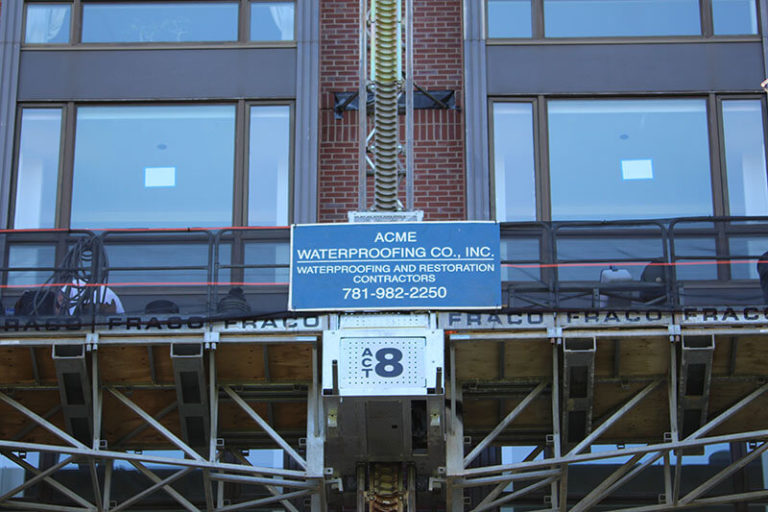 ACME
WATERPROOFING CO., INC.
WATERPROOFING AND RESTORATION
CONTRACTORS
781-982-2250
FRACO FRACO FRACO FRACO FRACO FRACO
ACT 8